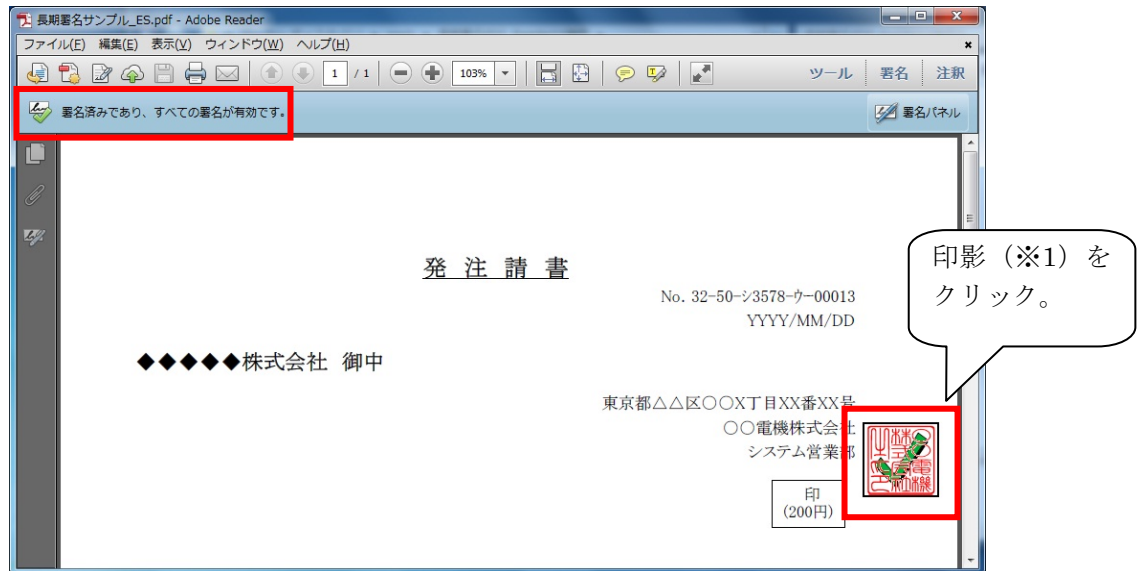 長期署名サンプル_ES.pdf - Adobe Reader
ファイル(F) 編集(E) 表示(V) ウィンドウ(W) ヘルプ(H)
1 / 1 103% ツール 署名 注釈
署名済みであり、すべての署名が有効です。 署名パネル
発 注 請 書
No. 32-50-ｼ3578-ｳ-00013
YYYY/MM/DD
◆◆◆◆◆株式会社 御中
東京都△△区〇〇X丁目XX番XX号
〇〇電機株式会社
システム営業部
印
(200円)
印影（※1）を
クリック。